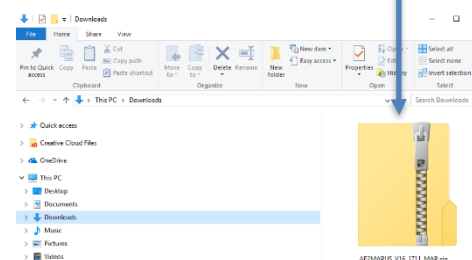 Downloads
File Home Share View
Pin to Quick access
Copy
Paste
Cut
Copy path
Paste shortcut
Move to
Copy to
Delete
Rename
New folder
New item
Easy access
Properties
Open
Edit
History
Select all
Select none
Invert selection
Clipboard Organize New Open Select
This PC Downloads
Search Downloads
Quick access
Creative Cloud Files
OneDrive
This PC
Desktop
Documents
Downloads
Music
Pictures
Videos